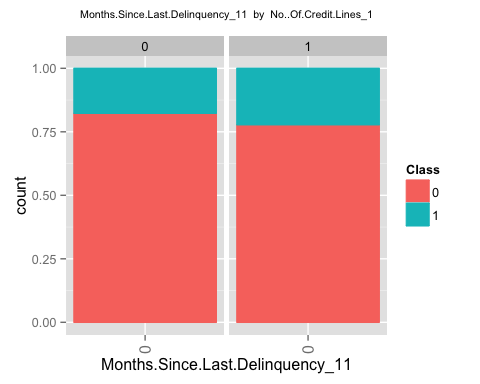 Months.Since.Last.Delinquency_11 by No..Of.Credit.Lines_1
0 1
1.00
0.75
0.50
0.25
0.00
count
0 0
Months.Since.Last.Delinquency_11
Class
0
1